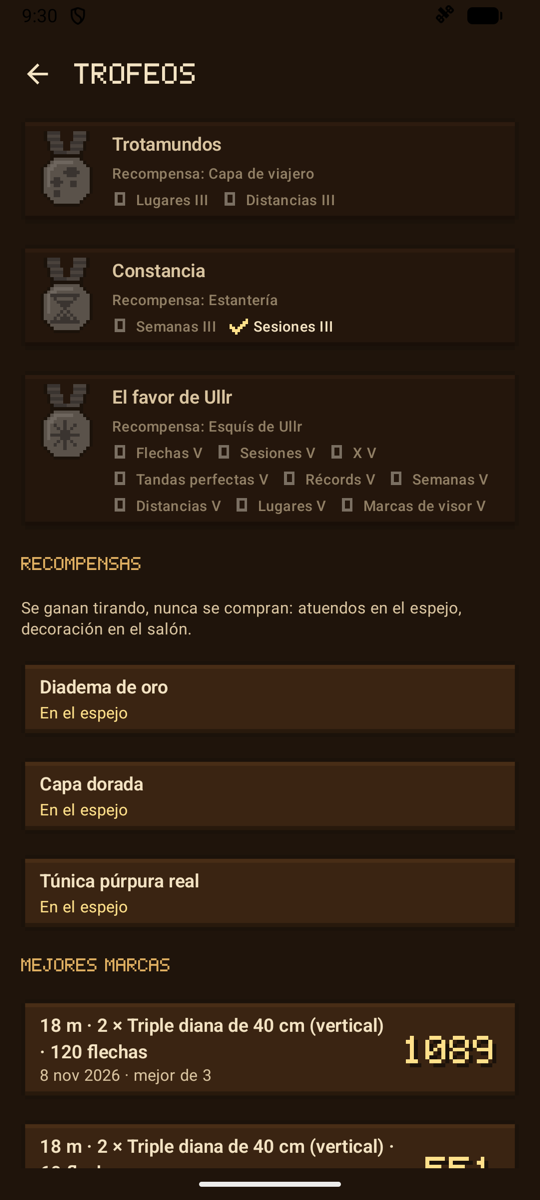 9:30
TROFEOS
Trotamundos
Recompensa: Capa de viajero
Lugares III Distancias III
Constancia
Recompensa: Estantería
Semanas III Sesiones III
El favor de Ullr
Recompensa: Esquís de Ullr
Flechas V Sesiones V X V
Tandas perfectas V Récords V Semanas V
Distancias V Lugares V Marcas de visor V
RECOMPENSAS
Se ganan tirando, nunca se compran: atuendos en el espejo,
decoración en el salón.
Diadema de oro
En el espejo
Capa dorada
En el espejo
Túnica púrpura real
En el espejo
MEJORES MARCAS
18 m · 2 × Triple diana de 40 cm (vertical)
· 120 flechas
1089
8 nov 2026 · mejor de 3
18 m · 2 × Triple diana de 40 cm (vertical) ·